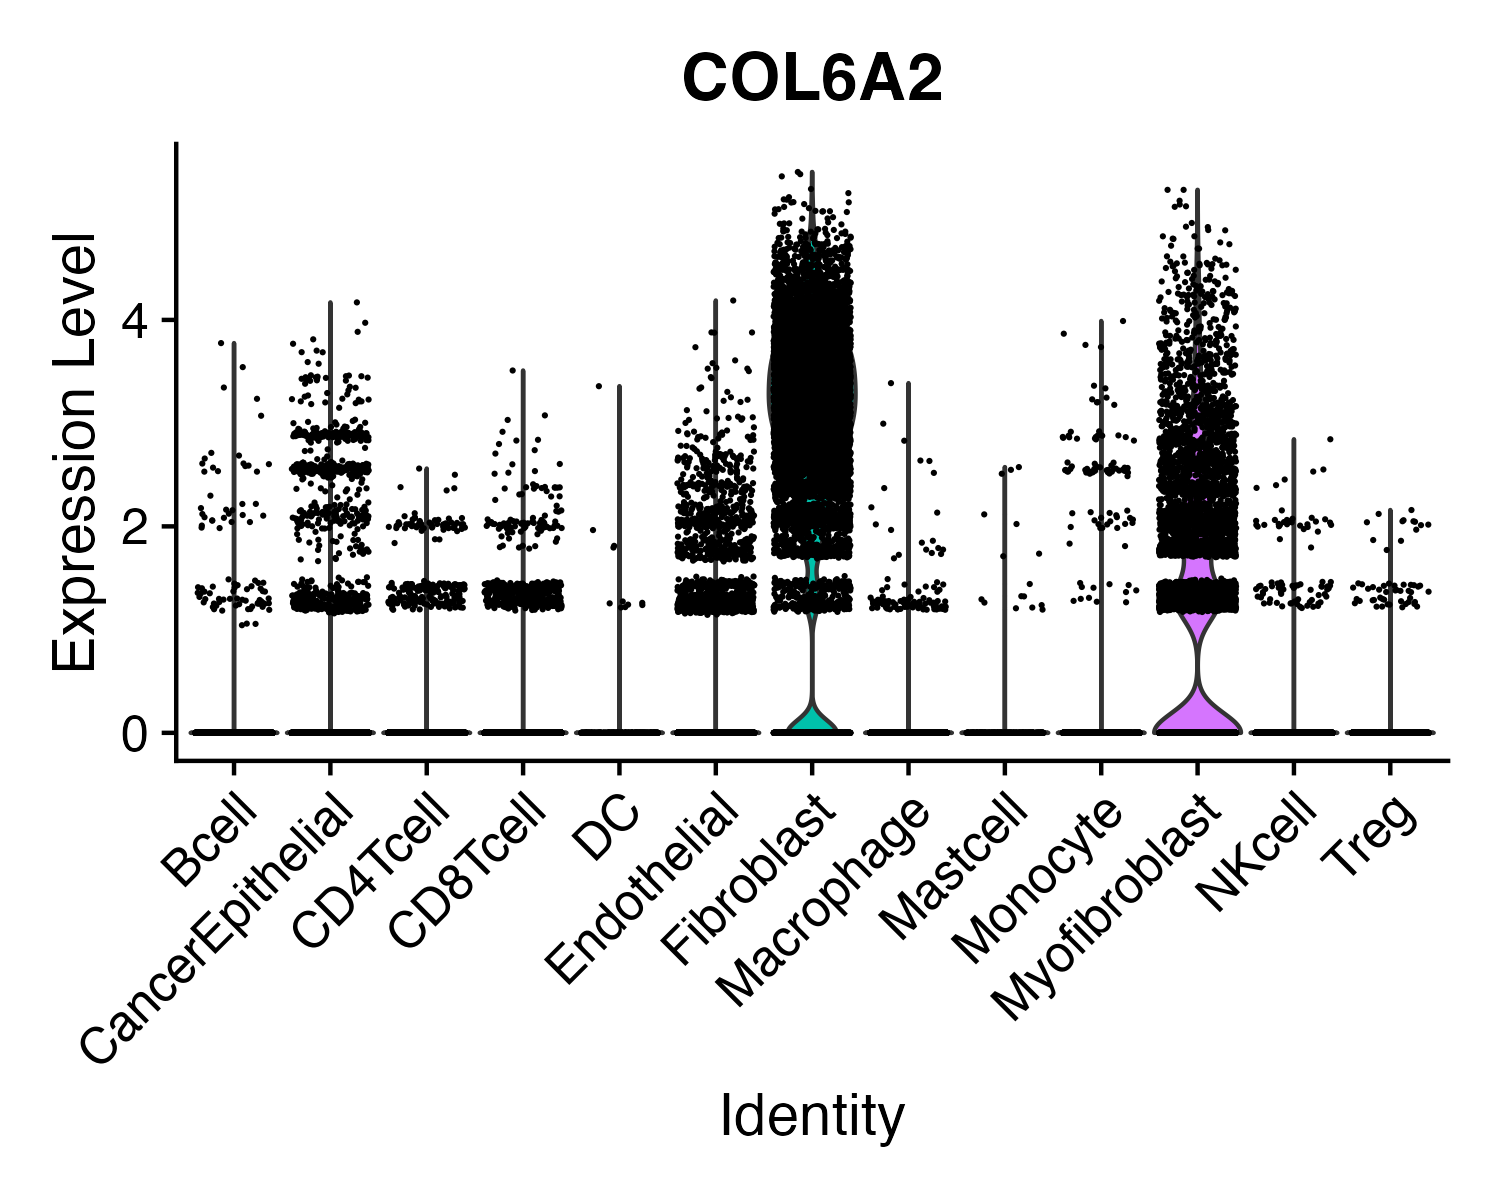 COL6A2
Expression Level
4
2
0
Bcell
CancerEpithelial
CD4Tcell
CD8Tcell
DC
Endothelial
Fibroblast
Macrophage
Mastcell
Monocyte
Myofibroblast
NKcell
Treg
Identity